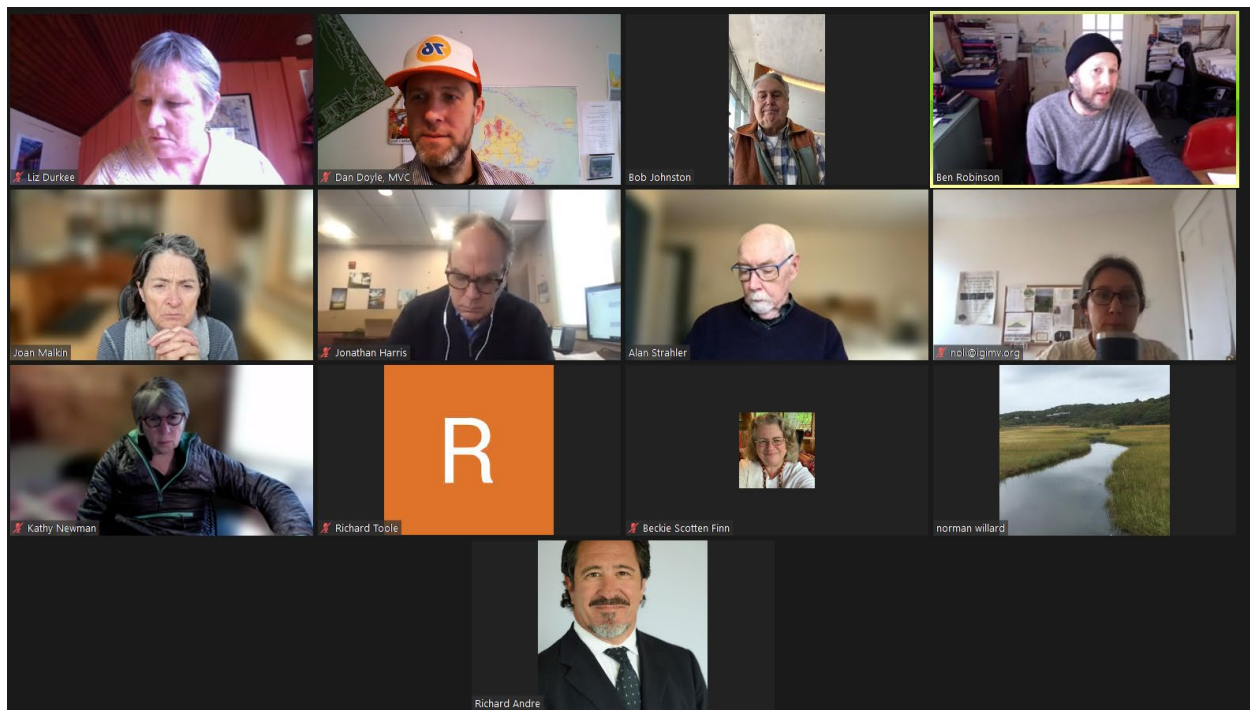 76
Liz Durkee
Dan Doyle, MVC
Bob Johnston
Ben Robinson
Joan Malkin
Jonathan Harris
Alan Strahler
noli@igimv.org
Kathy Newman
R
Richard Toole
Beckie Scotten Finn
norman willard
Richard Andre